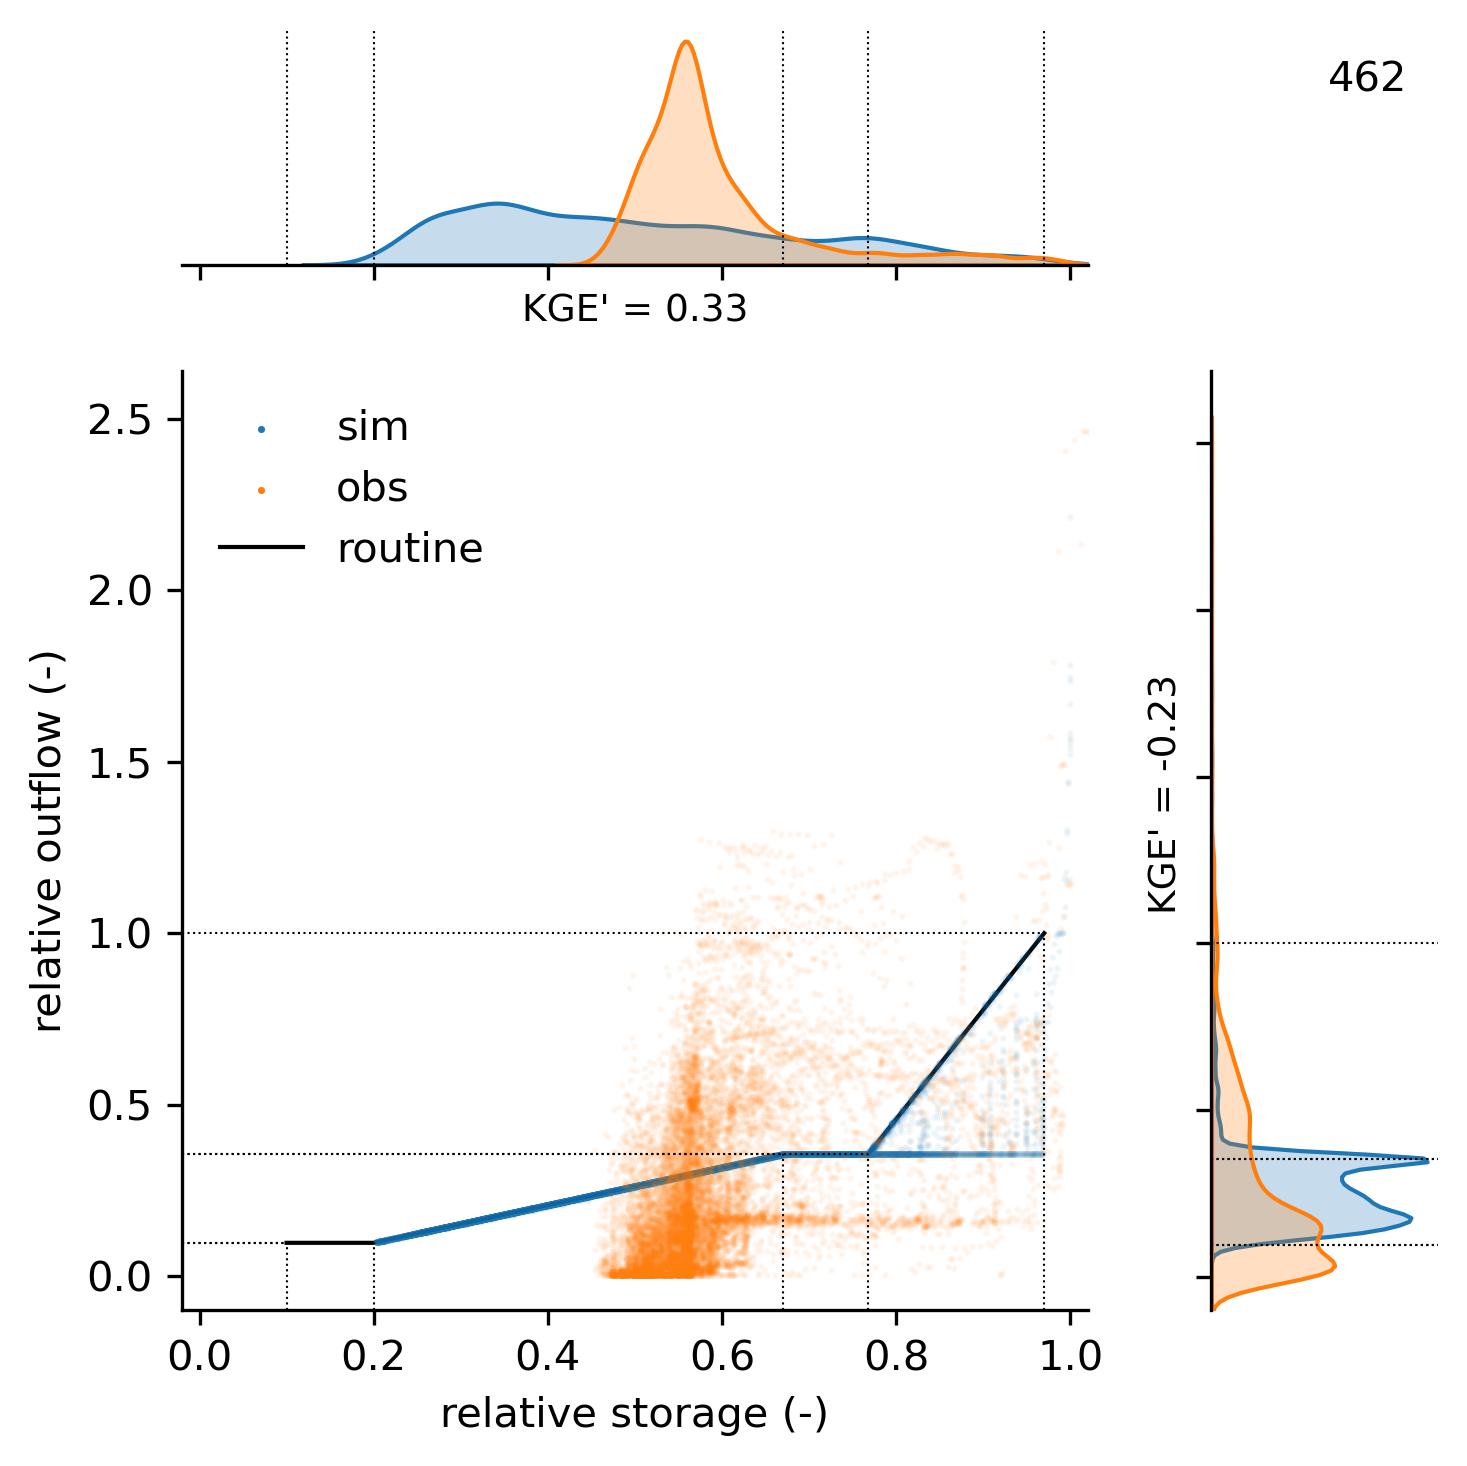 462
KGE' = 0.33
sim
obs
routine
2.5
2.0
1.5
1.0
0.5
0.0
relative outflow (-)
KGE' = -0.23
0.0 0.2 0.4 0.6 0.8 1.0
relative storage (-)